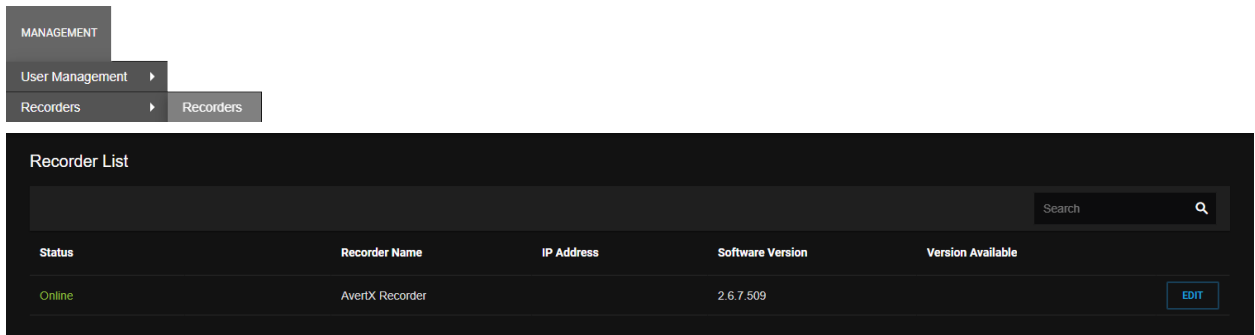 MANAGEMENT
User Management
Recorders Recorders
Recorder List
Search
Status Recorder Name IP Address Software Version Version Available
Online AvertX Recorder 2.6.7.509 EDIT